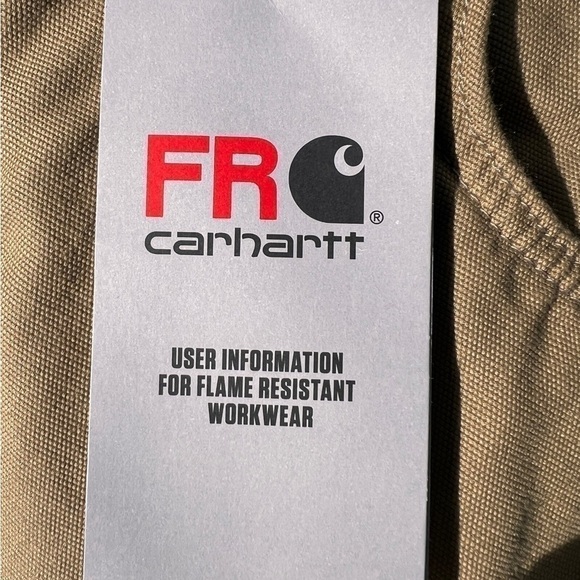 FR
carhartt®
USER INFORMATION
FOR FLAME RESISTANT
WORKWEAR